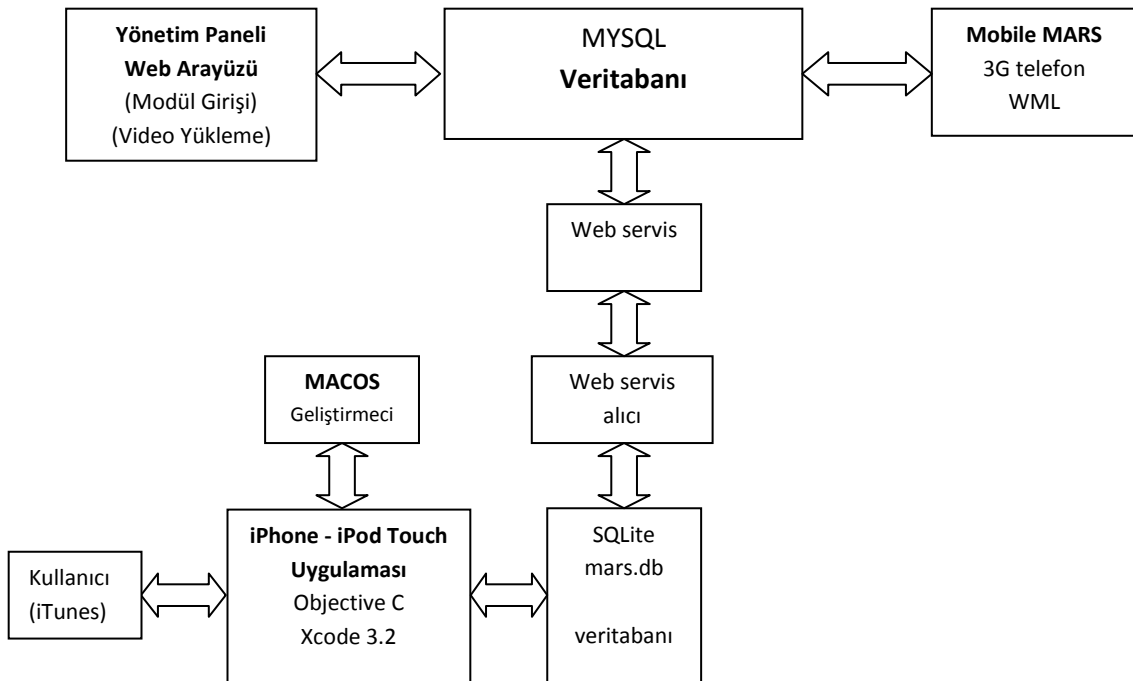 Yönetim Paneli
Web Arayüzü
(Modül Girişi)
(Video Yükleme)
MYSQL
Veritabanı
Mobile MARS
3G telefon
WML
Web servis
Web servis
alıcı
MACOS
Geliştirmeci
iPhone - iPod Touch
Uygulaması
Objective C
Xcode 3.2
SQLite
mars.db
veritabanı
Kullanıcı
(iTunes)